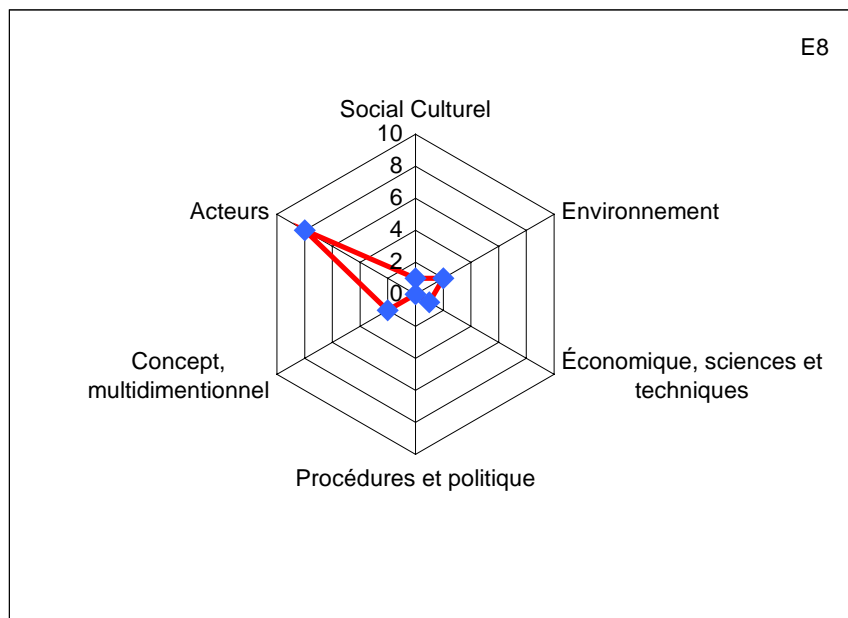 E8
Social Culturel
10
8
6
4
2
0
Acteurs
Environnement
Concept,
multidimentionnel
Économique, sciences et
techniques
Procédures et politique